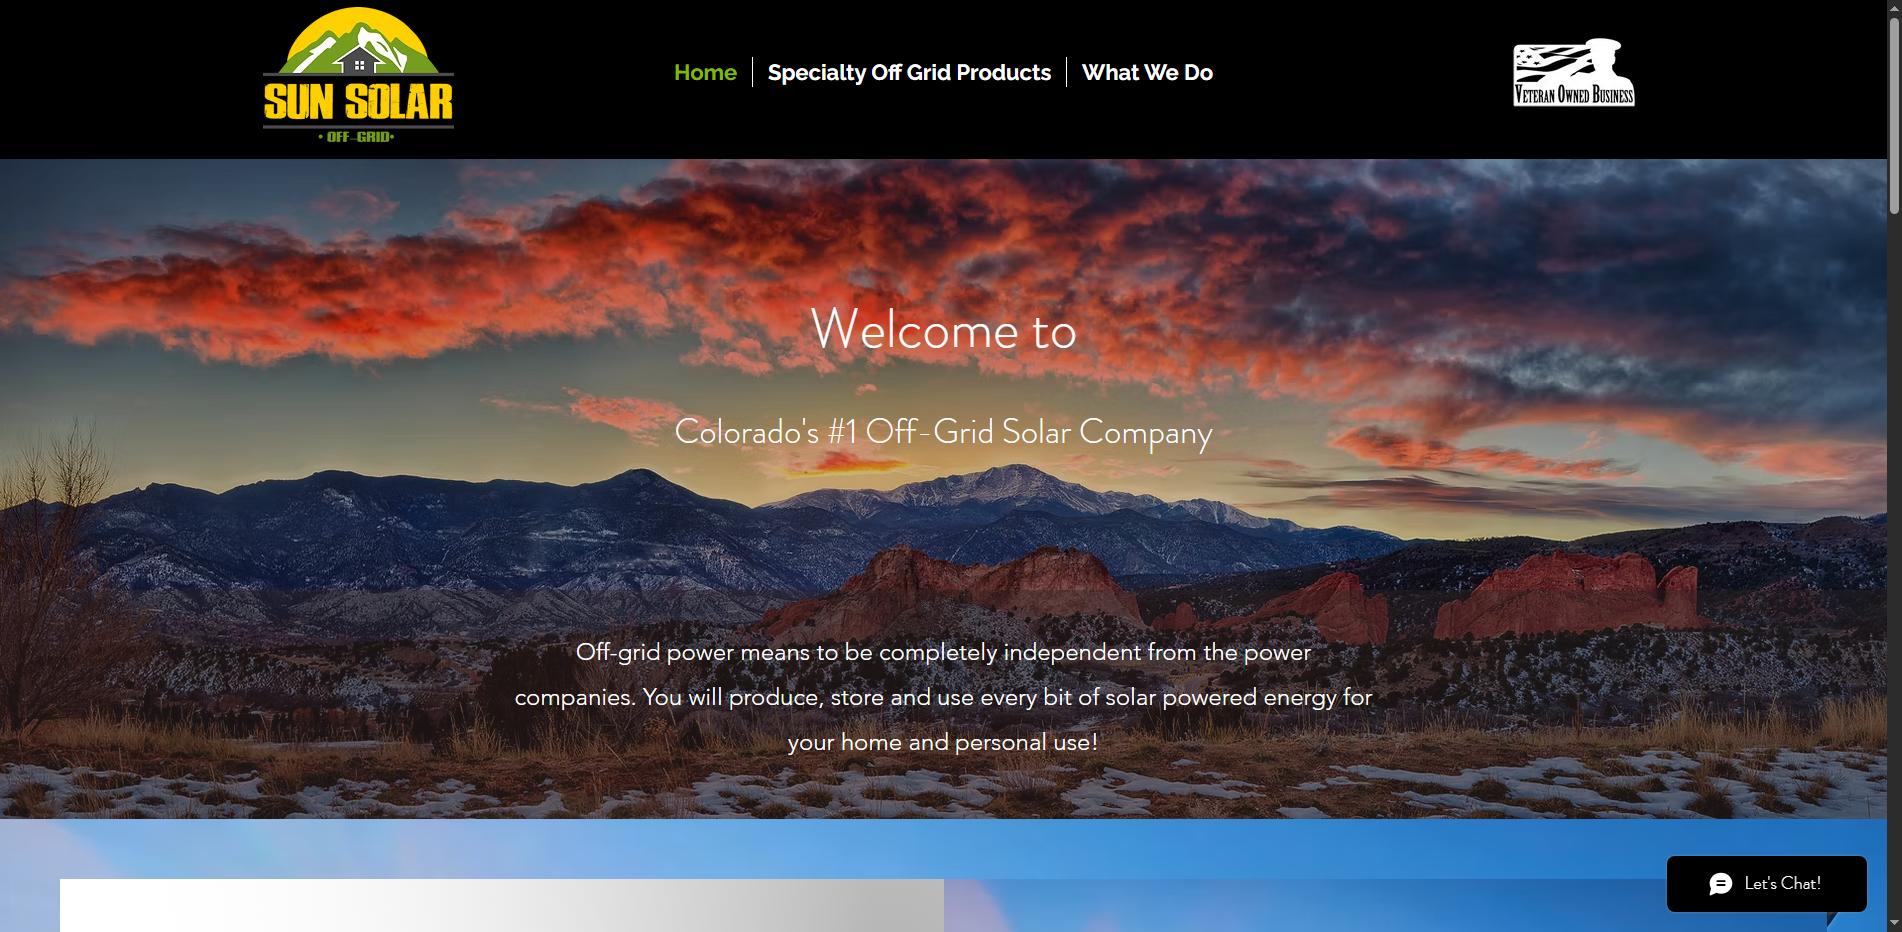 SUN SOLAR
• OFF-GRID•
Home
Specialty Off Grid Products
What We Do
VETERAN OWNED BUSINESS
Welcome to
Colorado's #1 Off-Grid Solar Company
Off-grid power means to be completely independent from the power
companies. You will produce, store and use every bit of solar powered energy for
your home and personal use!
Let's Chat!